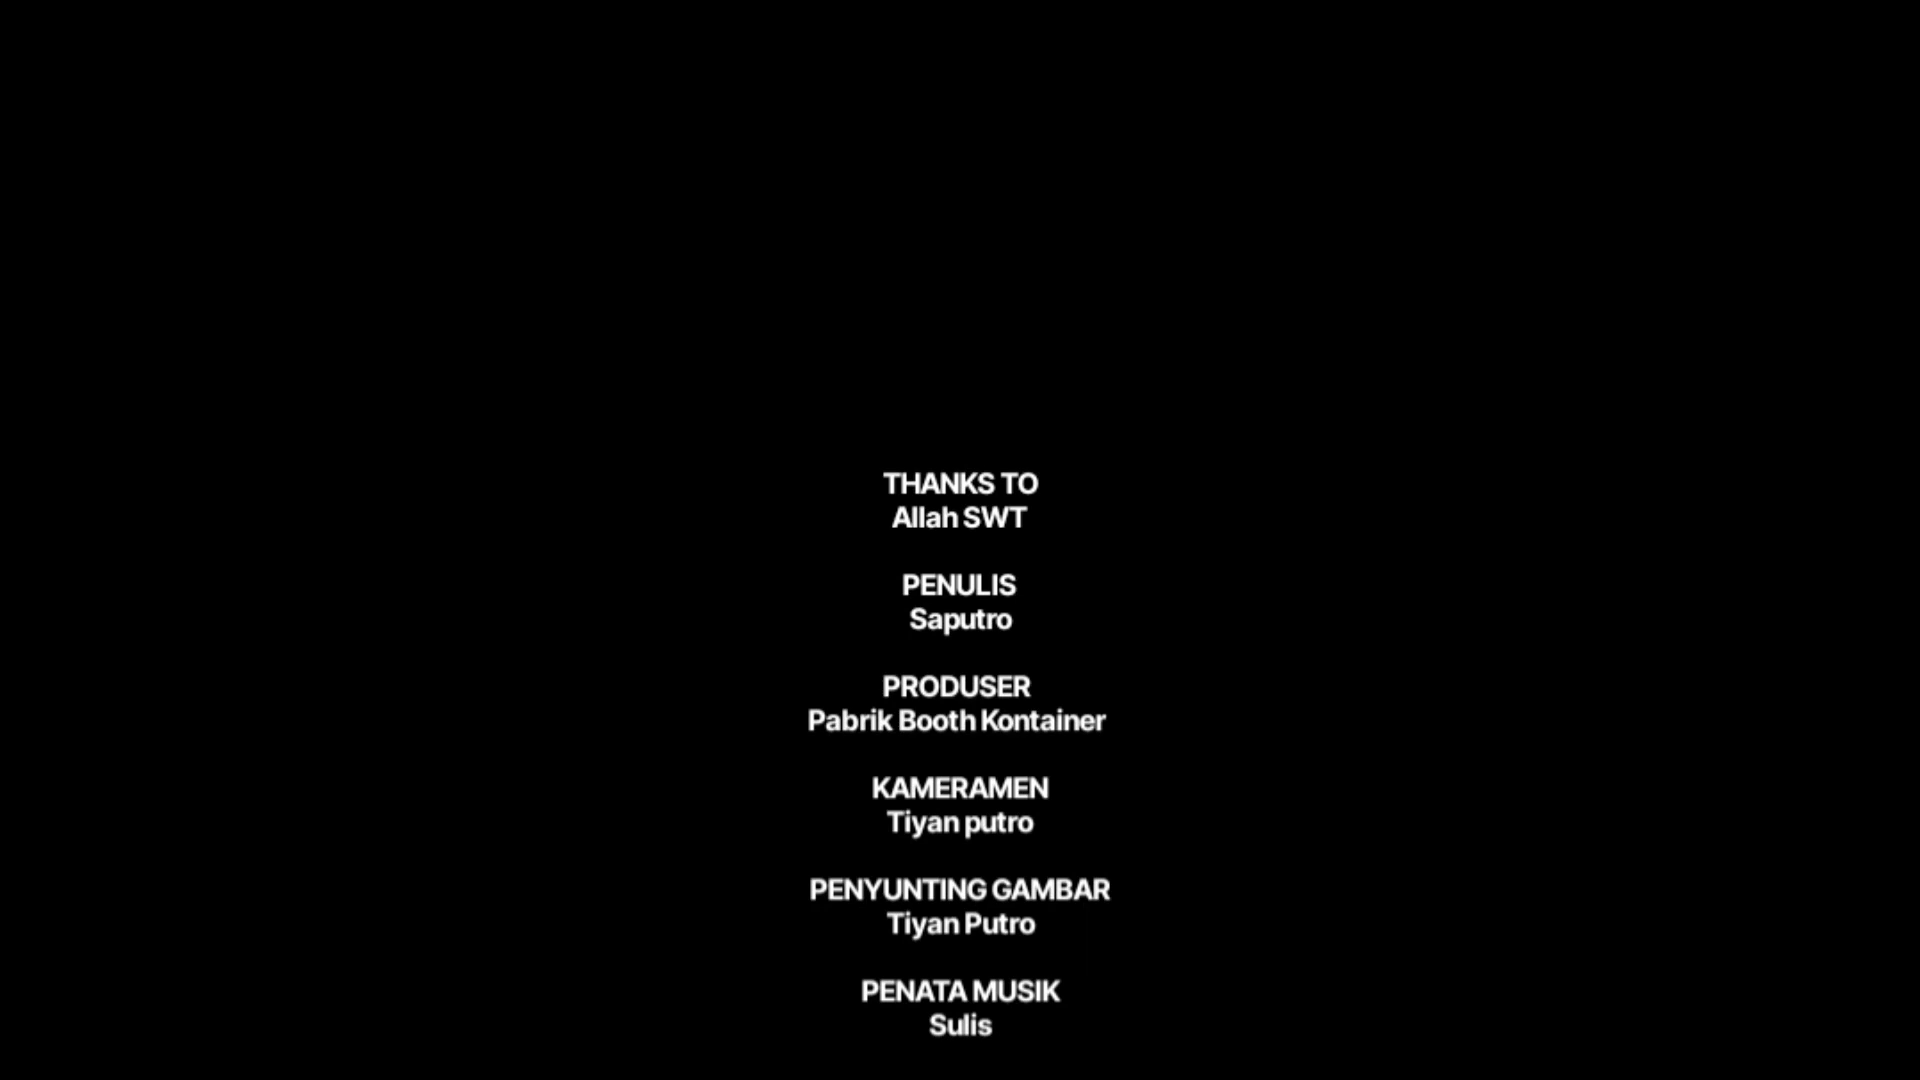 THANKS TO
Allah SWT
PENULIS
Saputro
PRODUSER
Pabrik Booth Kontainer
KAMERAMEN
Tiyan putro
PENYUNTING GAMBAR
Tiyan Putro
PENATA MUSIK
Sulis